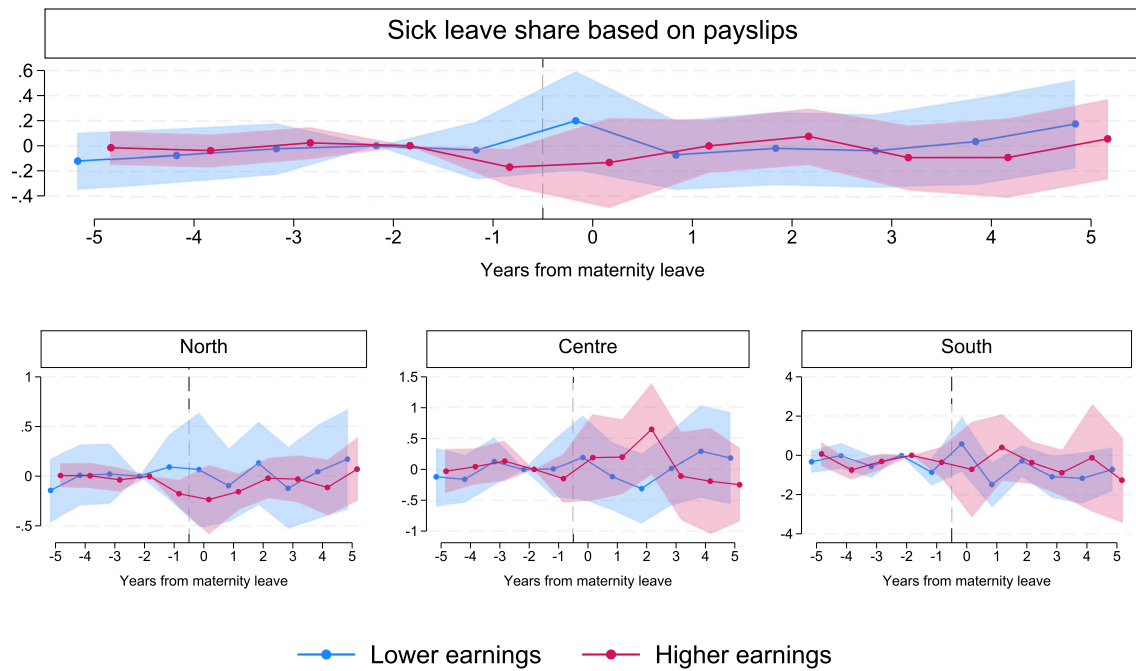 Sick leave share based on payslips
.6
.4
.2
0
-.2
-.4
-5 -4 -3 -2 -1 0 1 2 3 4 5
Years from maternity leave
North
1
.5
0
-.5
-5 -4 -3 -2 -1 0 1 2 3 4 5
Years from maternity leave
Centre
1.5
1
.5
0
-.5
-1
-5 -4 -3 -2 -1 0 1 2 3 4 5
Years from maternity leave
South
4
2
0
-2
-4
-5 -4 -3 -2 -1 0 1 2 3 4 5
Years from maternity leave
Lower earnings Higher earnings